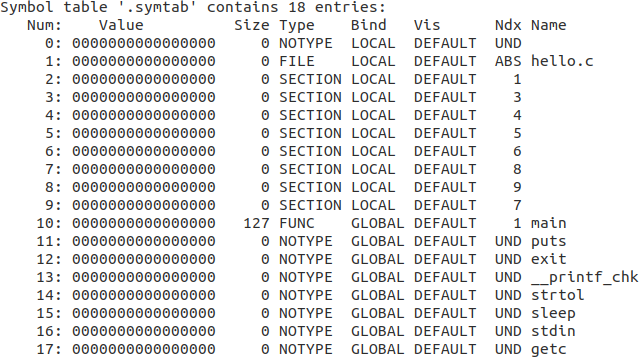 Symbol table '.symtab' contains 18 entries:
   Num:    Value          Size Type    Bind   Vis      Ndx Name
     0: 0000000000000000     0 NOTYPE  LOCAL  DEFAULT  UND
     1: 0000000000000000     0 FILE    LOCAL  DEFAULT  ABS hello.c
     2: 0000000000000000     0 SECTION LOCAL  DEFAULT    1
     3: 0000000000000000     0 SECTION LOCAL  DEFAULT    3
     4: 0000000000000000     0 SECTION LOCAL  DEFAULT    4
     5: 0000000000000000     0 SECTION LOCAL  DEFAULT    5
     6: 0000000000000000     0 SECTION LOCAL  DEFAULT    6
     7: 0000000000000000     0 SECTION LOCAL  DEFAULT    8
     8: 0000000000000000     0 SECTION LOCAL  DEFAULT    9
     9: 0000000000000000     0 SECTION LOCAL  DEFAULT    7
    10: 0000000000000000   127 FUNC    GLOBAL DEFAULT    1 main
    11: 0000000000000000     0 NOTYPE  GLOBAL DEFAULT  UND puts
    12: 0000000000000000     0 NOTYPE  GLOBAL DEFAULT  UND exit
    13: 0000000000000000     0 NOTYPE  GLOBAL DEFAULT  UND __printf_chk
    14: 0000000000000000     0 NOTYPE  GLOBAL DEFAULT  UND strtol
    15: 0000000000000000     0 NOTYPE  GLOBAL DEFAULT  UND sleep
    16: 0000000000000000     0 NOTYPE  GLOBAL DEFAULT  UND stdin
    17: 0000000000000000     0 NOTYPE  GLOBAL DEFAULT  UND getc